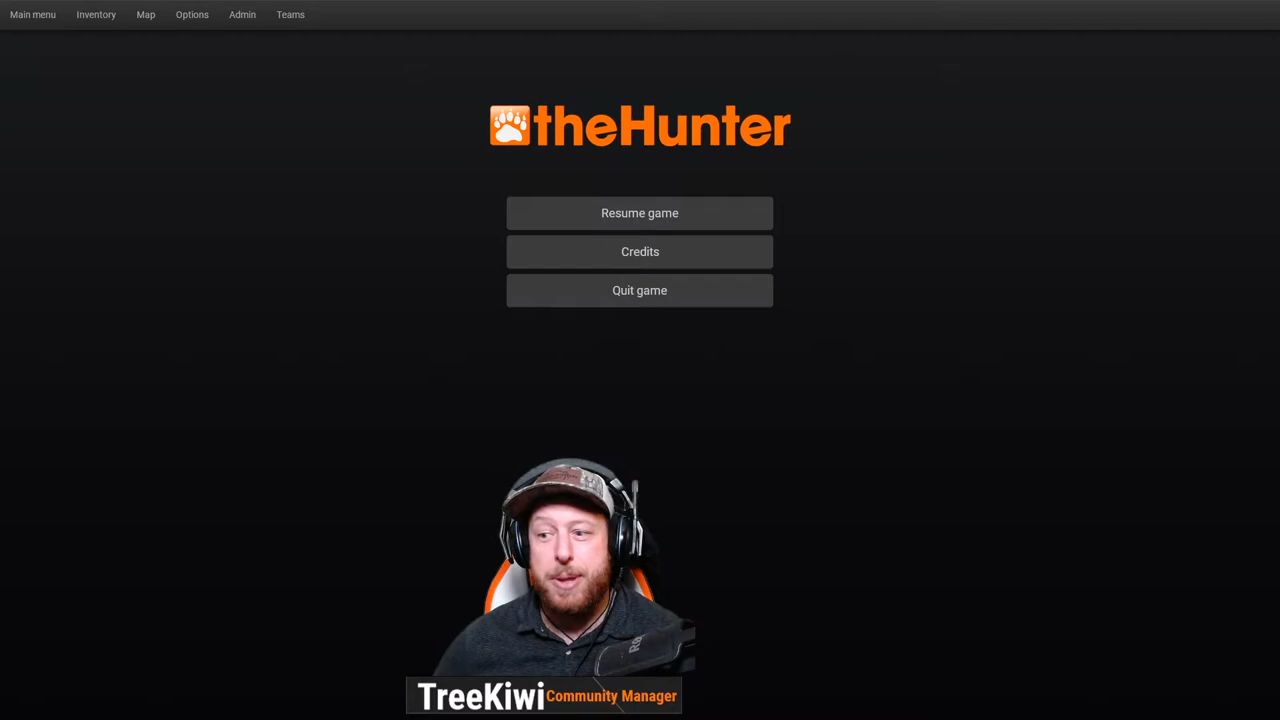 Main menu Inventory Map Options Admin Teams
theHunter
Resume game
Credits
Quit game
TreeKiwi Community Manager